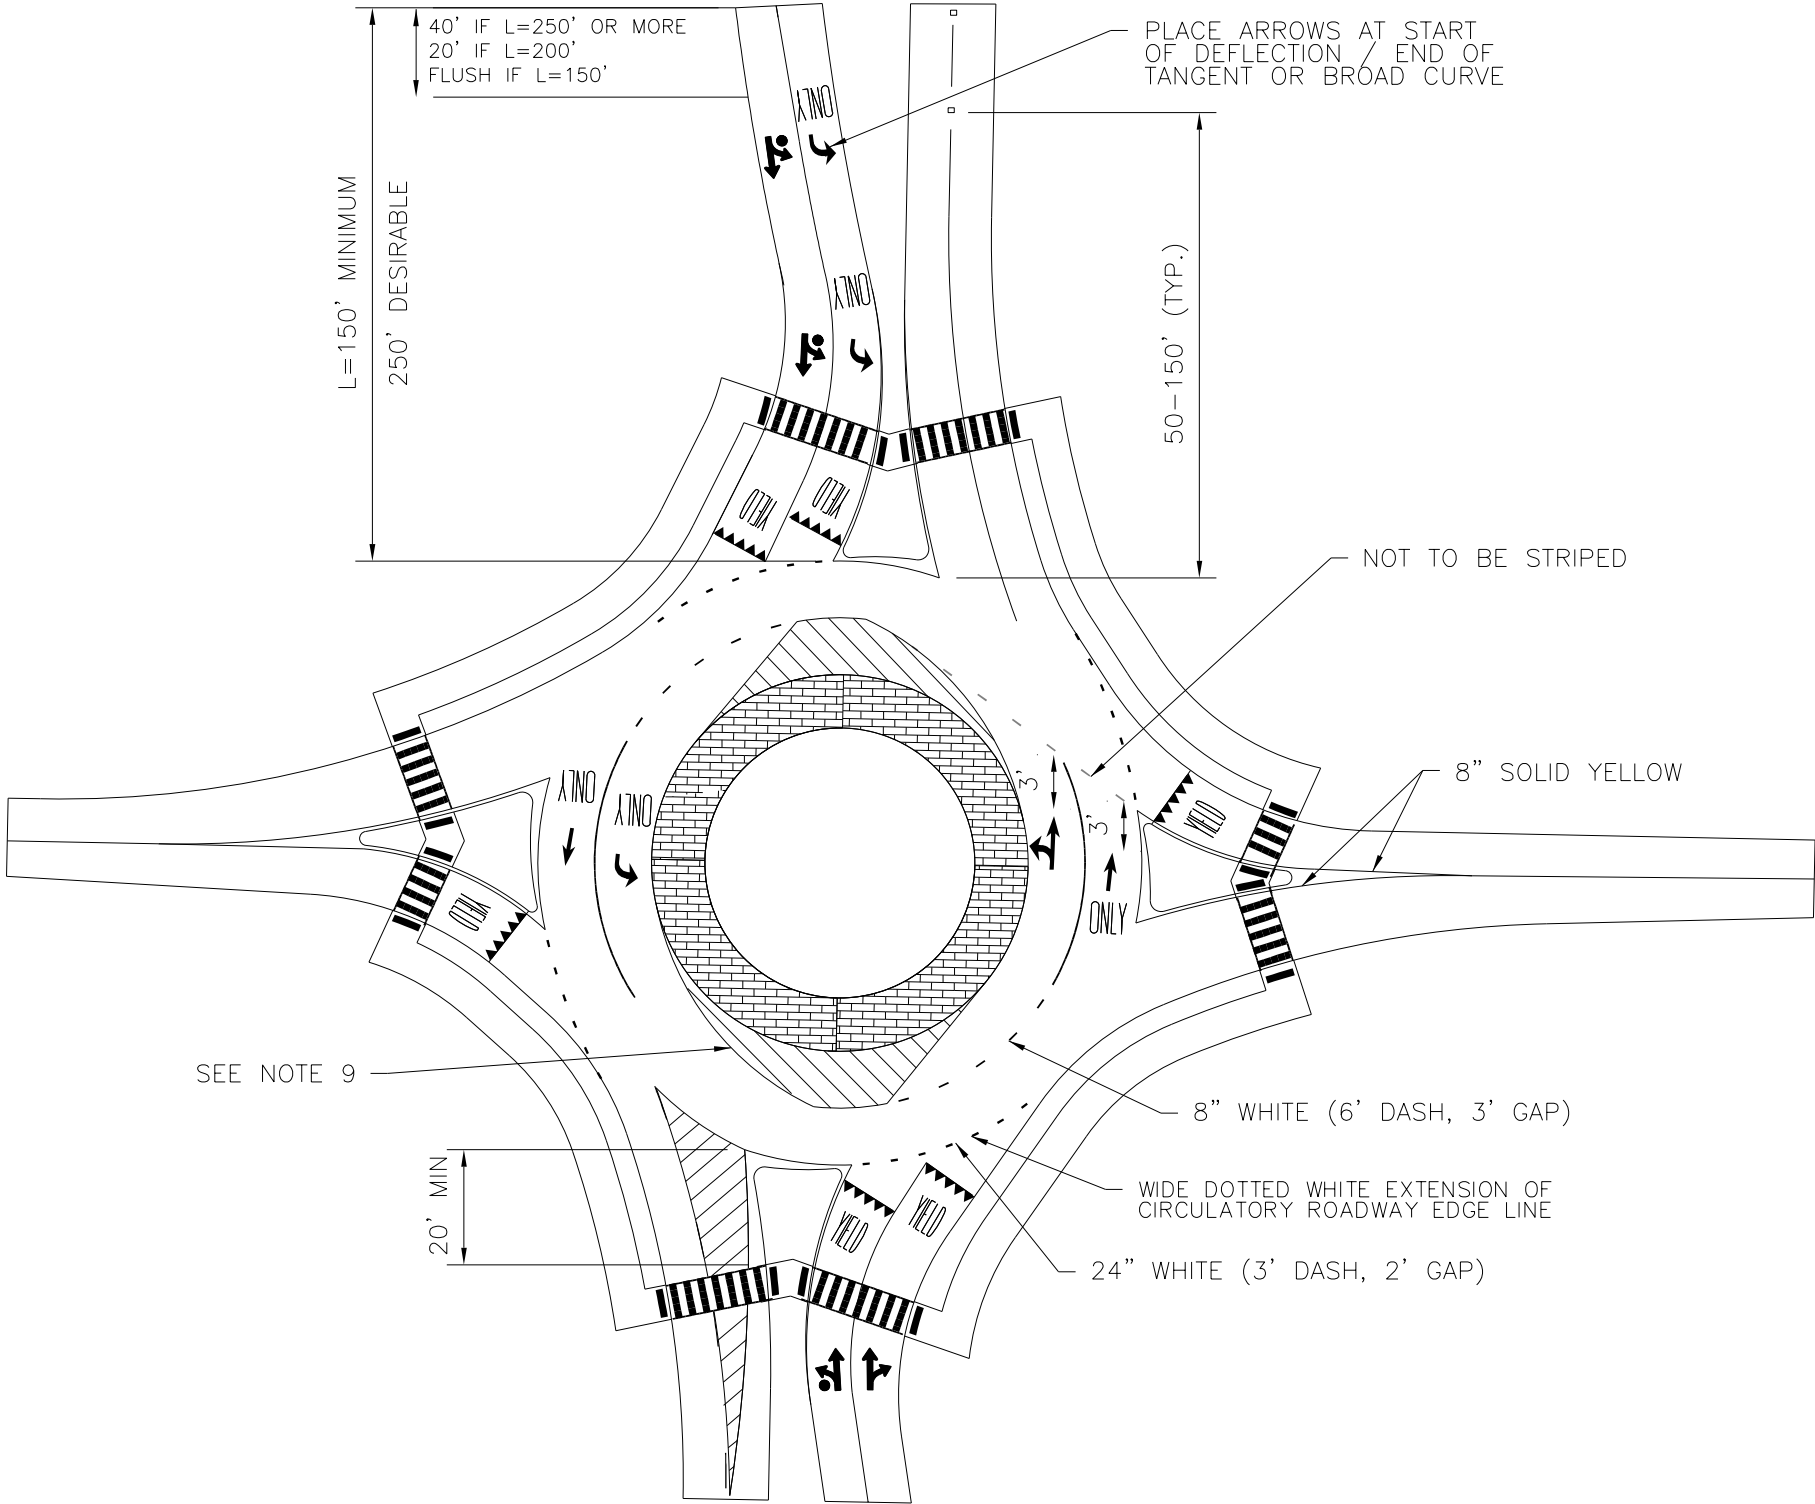 40' IF L=250' OR MORE
20' IF L=200'
FLUSH IF L=150'
PLACE ARROWS AT START
OF DEFLECTION / END OF
TANGENT OR BROAD CURVE
ONLY
L=150' MINIMUM
250' DESIRABLE
50-150' (TYP.)
ONLY
YIELD
YIELD
NOT TO BE STRIPED
8" SOLID YELLOW
ONLY
ONLY
3'
3'
YIELD
YIELD
ONLY
SEE NOTE 9
8" WHITE (6' DASH, 3' GAP)
20' MIN
WIDE DOTTED WHITE EXTENSION OF
CIRCULATORY ROADWAY EDGE LINE
YIELD
YIELD
24" WHITE (3' DASH, 2' GAP)